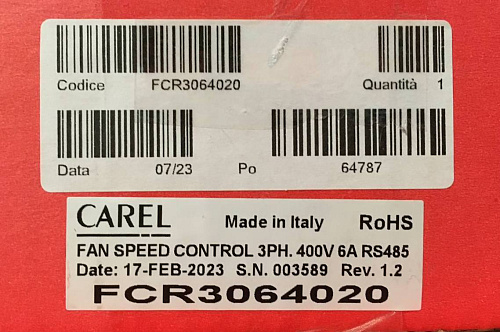 Codice FCR3064020 Quantità 1
Data 07/23 Po 64787
CAREL Made in Italy RoHS
FAN SPEED CONTROL 3PH. 400V 6A RS485
Date: 17-FEB-2023 S.N. 003589 Rev. 1.2
FCR3064020